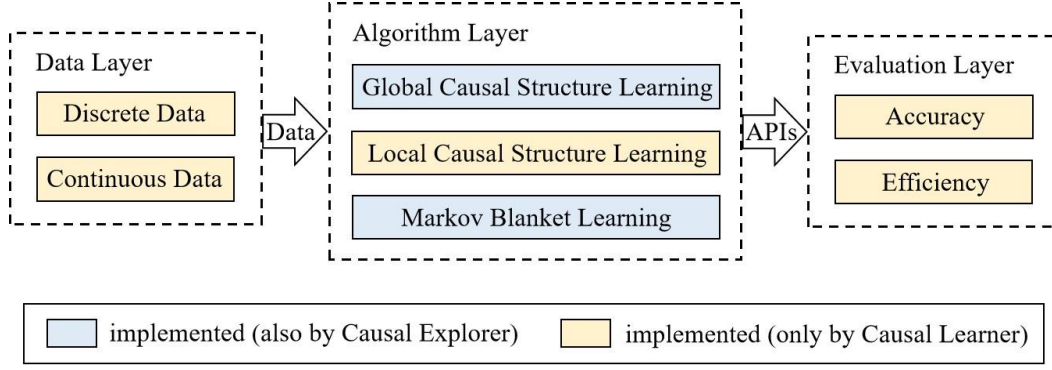 Data Layer
Discrete Data
Continuous Data
Data
Algorithm Layer
Global Causal Structure Learning
Local Causal Structure Learning
Markov Blanket Learning
APIs
Evaluation Layer
Accuracy
Efficiency
implemented (also by Causal Explorer)
implemented (only by Causal Learner)